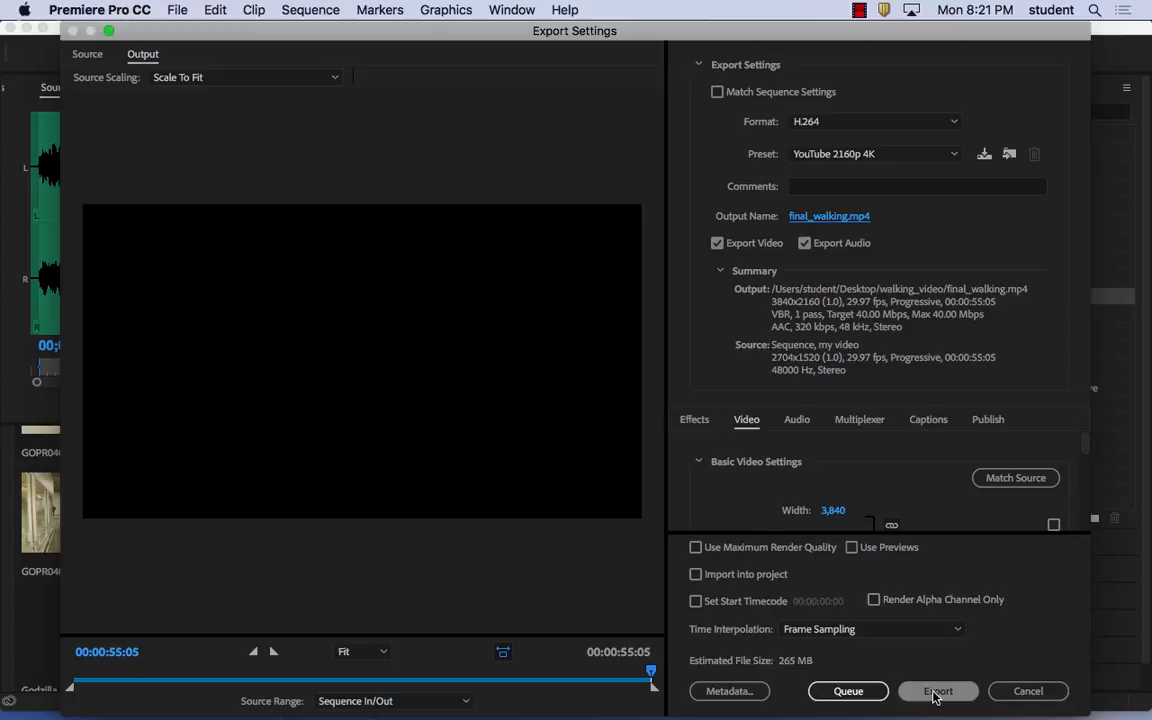 Premiere Pro CC File Edit Clip Sequence Markers Graphics Window Help Mon 8:21 PM student
Export Settings
Source Output
Source Scaling: Scale To Fit
Export Settings
Match Sequence Settings
Format: H.264
Preset: YouTube 2160p 4K
Comments:
Output Name: final_walking.mp4
Export Video Export Audio
Summary
Output: /Users/student/Desktop/walking_video/final_walking.mp4
3840x2160 (1.0), 29.97 fps, Progressive, 00:00:55:05
VBR, 1 pass, Target 40.00 Mbps, Max 40.00 Mbps
AAC, 320 kbps, 48 kHz, Stereo
Source: Sequence, my video
2704x1520 (1.0), 29.97 fps, Progressive, 00:00:55:05
48000 Hz, Stereo
Effects Video Audio Multiplexer Captions Publish
Basic Video Settings
Match Source
Width: 3,840
Use Maximum Render Quality Use Previews
Import into project
Set Start Timecode 00:00:00:00 Render Alpha Channel Only
Time Interpolation: Frame Sampling
Estimated File Size: 265 MB
Metadata... Queue Export Cancel
00:00:55:05 Fit 00:00:55:05
Source Range: Sequence In/Out
s Sour
L
L
R
R
00;
GOPR04
GOPR04
Godzilla
ve